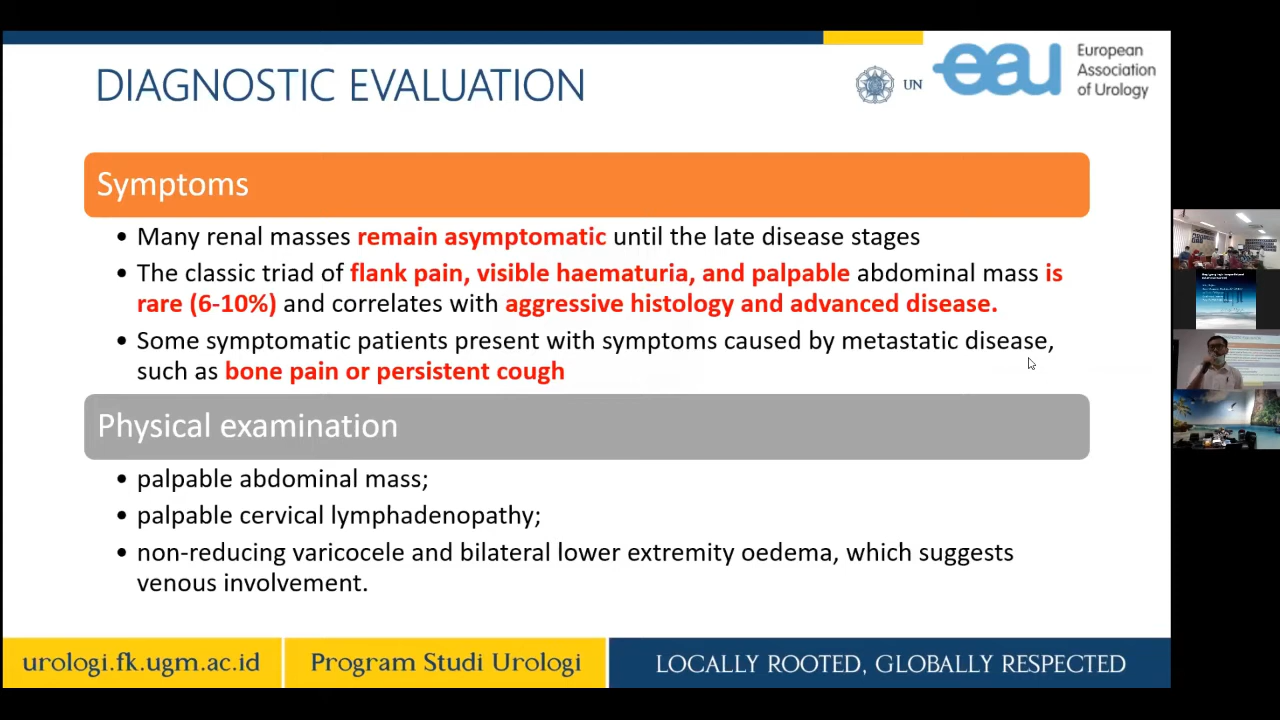 DIAGNOSTIC EVALUATION
UN
eau
European
Association
of Urology
Symptoms
• Many renal masses remain asymptomatic until the late disease stages
• The classic triad of flank pain, visible haematuria, and palpable abdominal mass is
rare (6-10%) and correlates with aggressive histology and advanced disease.
• Some symptomatic patients present with symptoms caused by metastatic disease,
such as bone pain or persistent cough
Physical examination
• palpable abdominal mass;
• palpable cervical lymphadenopathy;
• non-reducing varicocele and bilateral lower extremity oedema, which suggests
venous involvement.
urologi.fk.ugm.ac.id
Program Studi Urologi
LOCALLY ROOTED, GLOBALLY RESPECTED